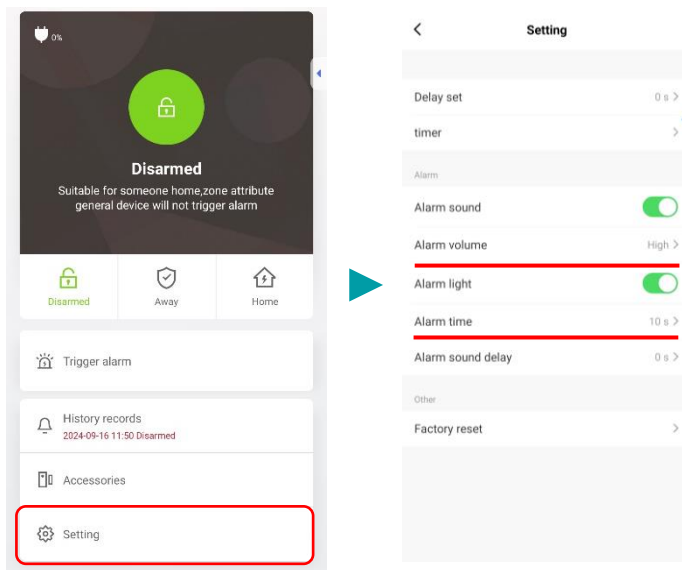 0%
Disarmed
Suitable for someone home,zone attribute
general device will not trigger alarm
Disarmed
Away
Home
Trigger alarm
History records
2024-09-16 11:50 Disarmed
Accessories
Setting
Setting
Delay set 0 s
timer
Alarm
Alarm sound
Alarm volume High
Alarm light
Alarm time 10 s
Alarm sound delay 0 s
Other
Factory reset